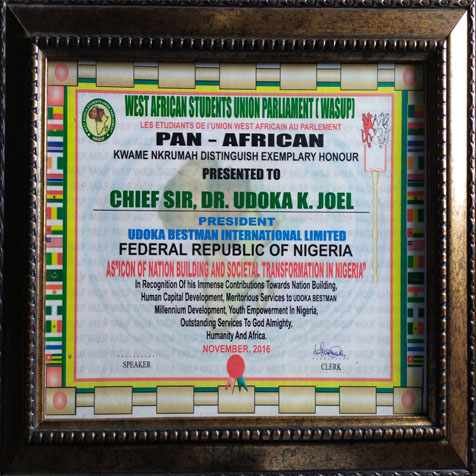 WEST AFRICAN STUDENTS UNION PARLIAMENT (WASUP)
LES ETUDIANTS DE l'UNION WEST AFRICAIN AU PARLEMENT
PAN - AFRICAN
KWAME NKRUMAH DISTINGUISH EXEMPLARY HONOUR
PRESENTED TO
CHIEF SIR, DR. UDOKA K. JOEL
PRESIDENT
UDOKA BESTMAN INTERNATIONAL LIMITED
FEDERAL REPUBLIC OF NIGERIA
AS"ICON OF NATION BUILDING AND SOCIETAL TRANSFORMATION IN NIGERIA"
In Recognition Of his Immense Contributions Towards Nation Building,
Human Capital Development, Meritorious Services to UDOKA BESTMAN
Millennium Development, Youth Empowerment In Nigeria,
Outstanding Services To God Almighty,
Humanity And Africa.
NOVEMBER, 2016
SPEAKER
CLERK